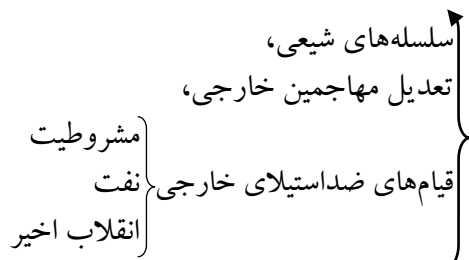 سلسله‌های شیعی،
تعدیل مهاجمین خارجی،
مشروطیت
قیام‌های ضداستیلای خارجی
نفت
انقلاب اخیر